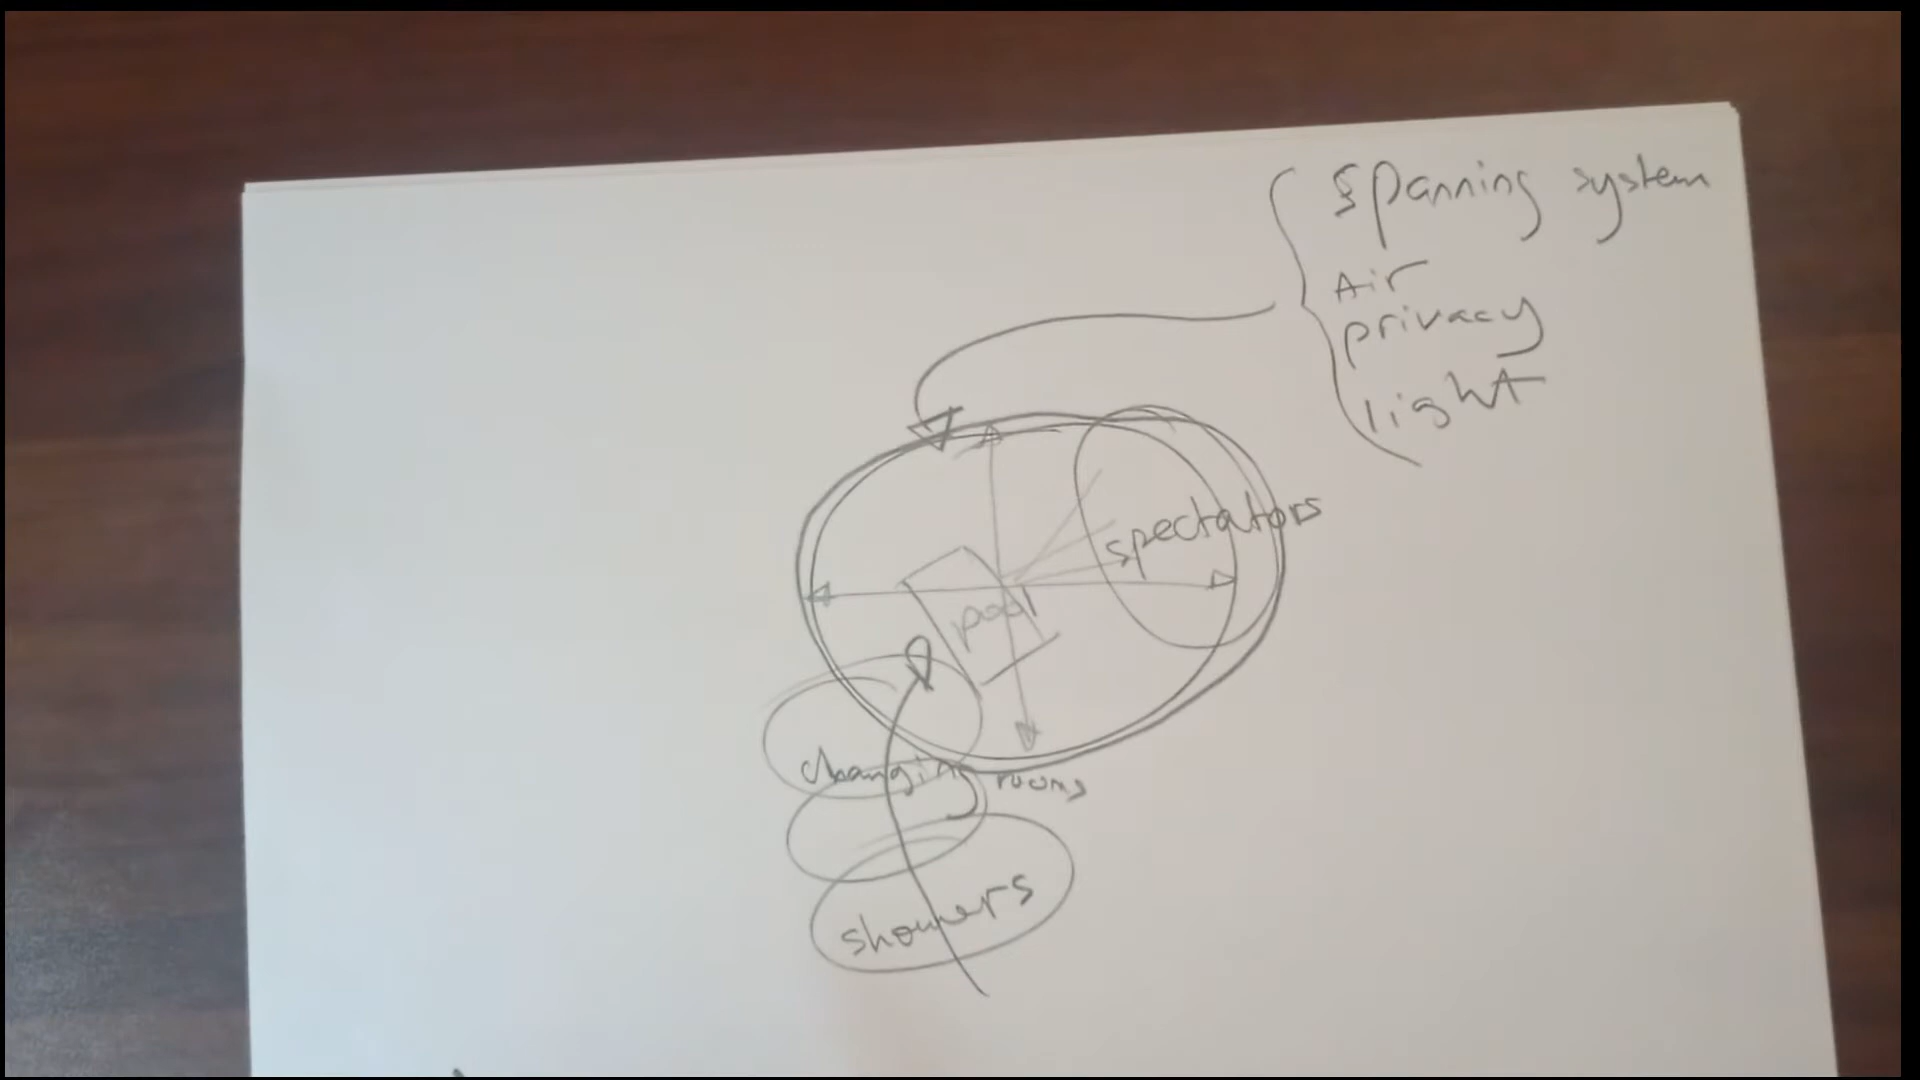 spanning system
Air
privacy
light
spectators
pool
changing rooms
showers